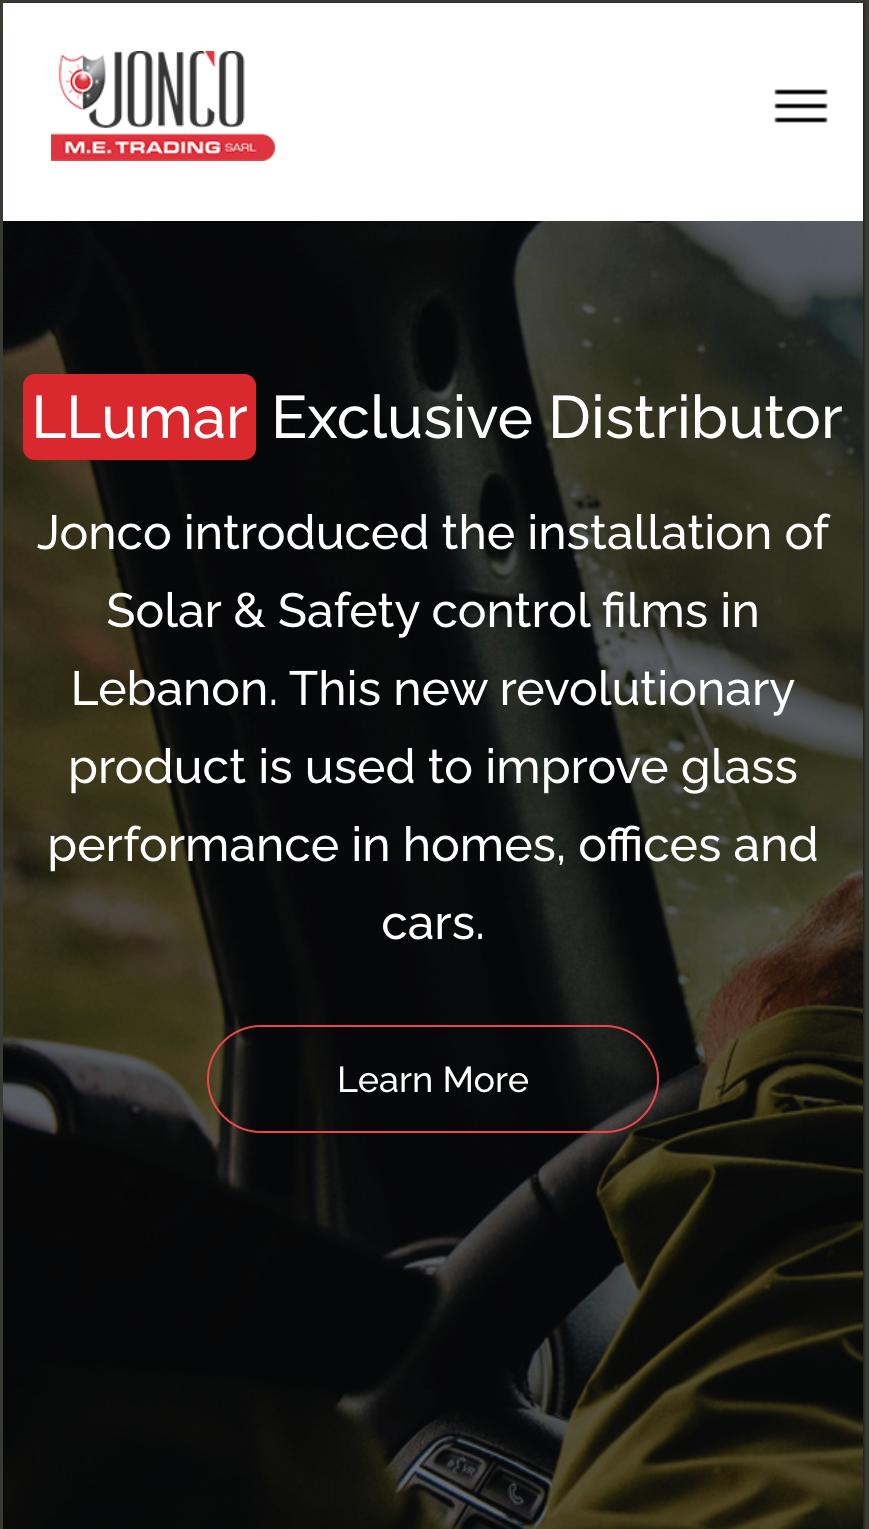 JONCO
M.E. TRADING SARL
LLumar Exclusive Distributor
Jonco introduced the installation of
Solar & Safety control films in
Lebanon. This new revolutionary
product is used to improve glass
performance in homes, offices and
cars.
Learn More